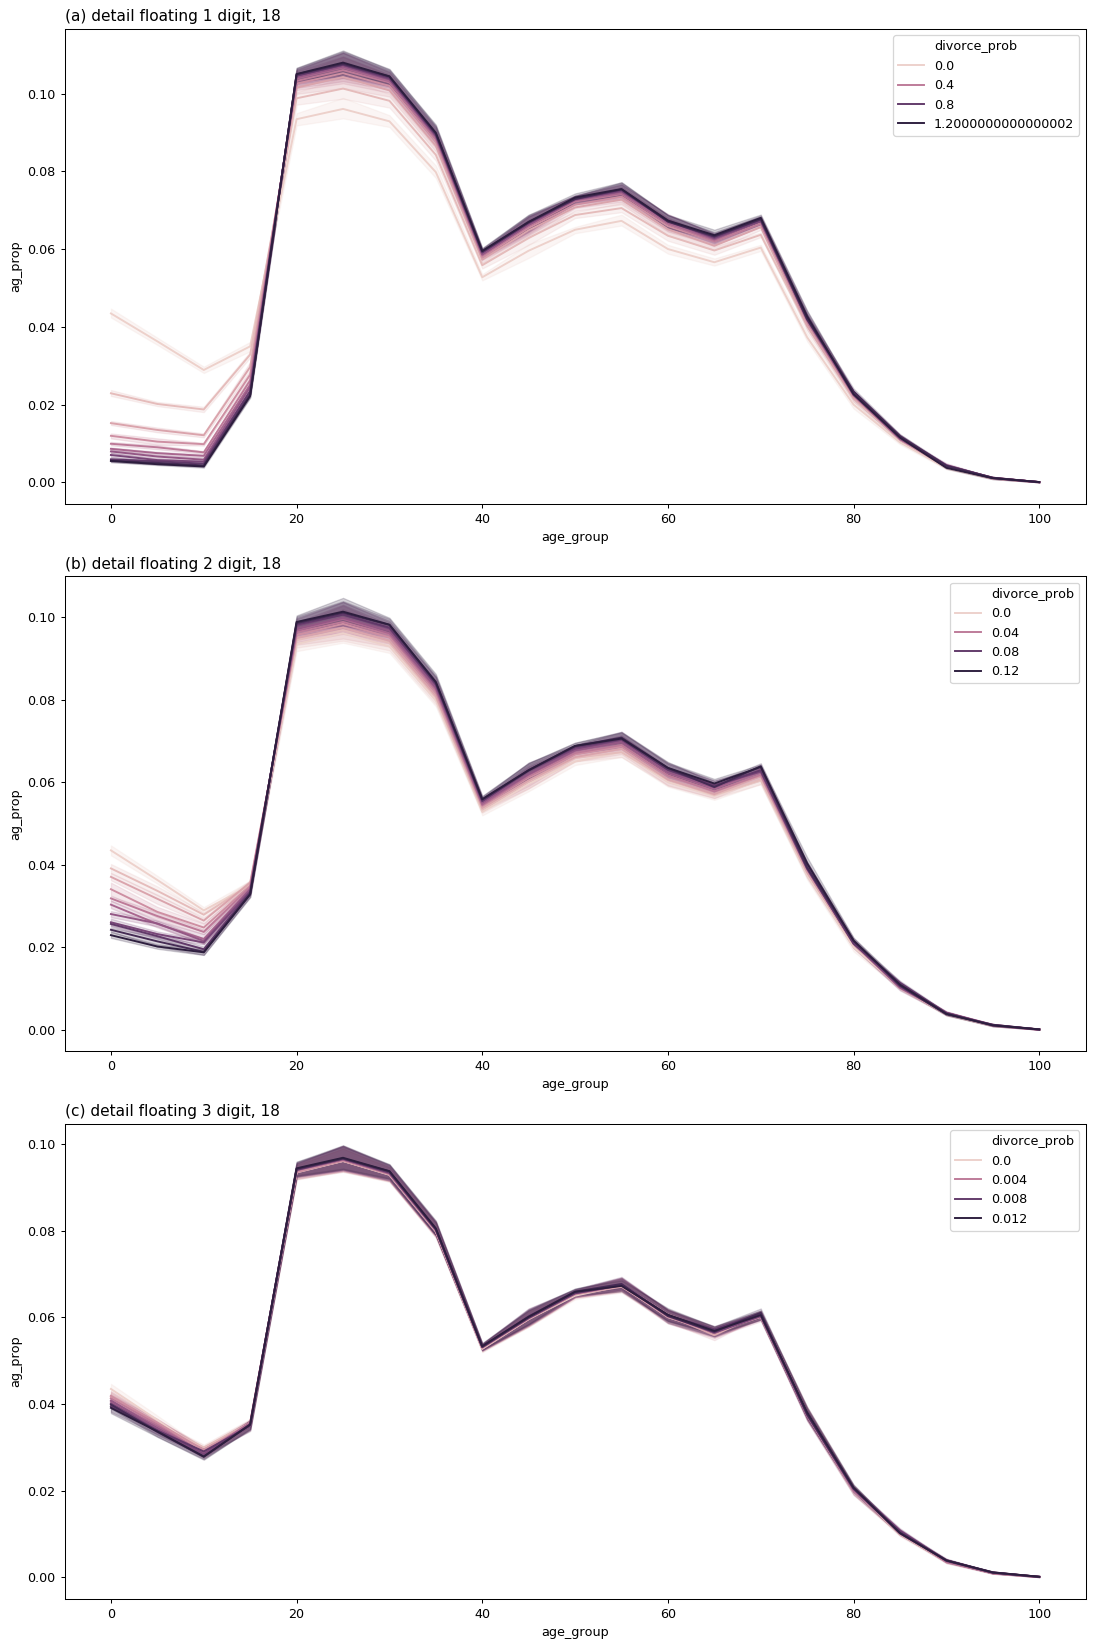 (a) detail floating 1 digit, 18
divorce_prob
0.0
0.4
0.8
1.2000000000000002
0.10
0.08
0.06
0.04
0.02
0.00
ag_prop
0 20 40 60 80 100
age_group
(b) detail floating 2 digit, 18
divorce_prob
0.0
0.04
0.08
0.12
0.10
0.08
0.06
0.04
0.02
0.00
ag_prop
0 20 40 60 80 100
age_group
(c) detail floating 3 digit, 18
divorce_prob
0.0
0.004
0.008
0.012
0.10
0.08
0.06
0.04
0.02
0.00
ag_prop
0 20 40 60 80 100
age_group